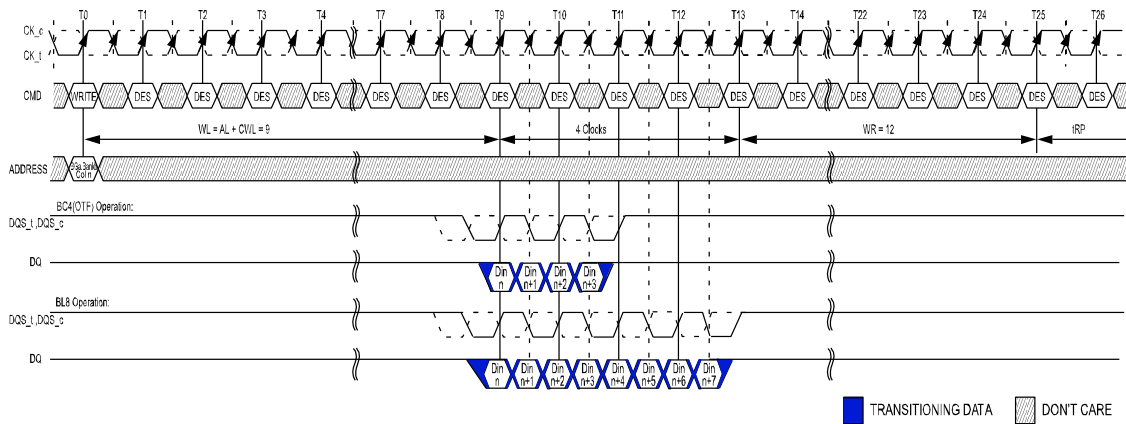 T0 T1 T2 T3 T4 T7 T8 T9 T10 T11 T12 T13 T14 T22 T23 T24 T25 T26
CK_c
CK_t
CMD WRITE DES DES DES DES DES DES DES DES DES DES DES DES DES DES DES DES DES
WL = AL + CWL = 9 4 Clocks WR = 12 tRP
ADDRESS
Col n
BC4(OTF) Operation:
DQS_t ,DQS_c
DQ
Din n Din n+1 Din n+2 Din n+3
BL8 Operation:
DQS_t ,DQS_c
DQ
Din n Din n+1 Din n+2 Din n+3 Din n+4 Din n+5 Din n+6 Din n+7
TRANSITIONING DATA DON'T CARE